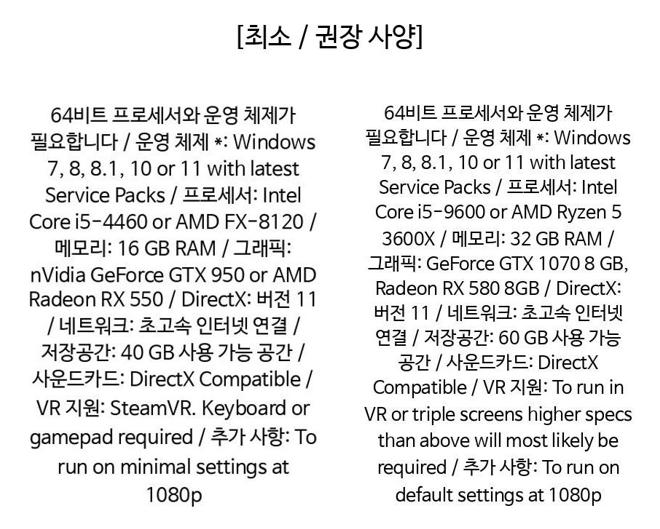 [최소 / 권장 사양]
64비트 프로세서와 운영 체제가
필요합니다 / 운영 체제 *: Windows
7, 8, 8.1, 10 or 11 with latest
Service Packs / 프로세서: Intel
Core i5-4460 or AMD FX-8120 /
메모리: 16 GB RAM / 그래픽:
nVidia GeForce GTX 950 or AMD
Radeon RX 550 / DirectX: 버전 11
/ 네트워크: 초고속 인터넷 연결 /
저장공간: 40 GB 사용 가능 공간 /
사운드카드: DirectX Compatible /
VR 지원: SteamVR. Keyboard or
gamepad required / 추가 사항: To
run on minimal settings at
1080p
64비트 프로세서와 운영 체제가
필요합니다 / 운영 체제 *: Windows
7, 8, 8.1, 10 or 11 with latest
Service Packs / 프로세서: Intel
Core i5-9600 or AMD Ryzen 5
3600X / 메모리: 32 GB RAM /
그래픽: GeForce GTX 1070 8 GB,
Radeon RX 580 8GB / DirectX:
버전 11 / 네트워크: 초고속 인터넷
연결 / 저장공간: 60 GB 사용 가능
공간 / 사운드카드: DirectX
Compatible / VR 지원: To run in
VR or triple screens higher specs
than above will most likely be
required / 추가 사항: To run on
default settings at 1080p